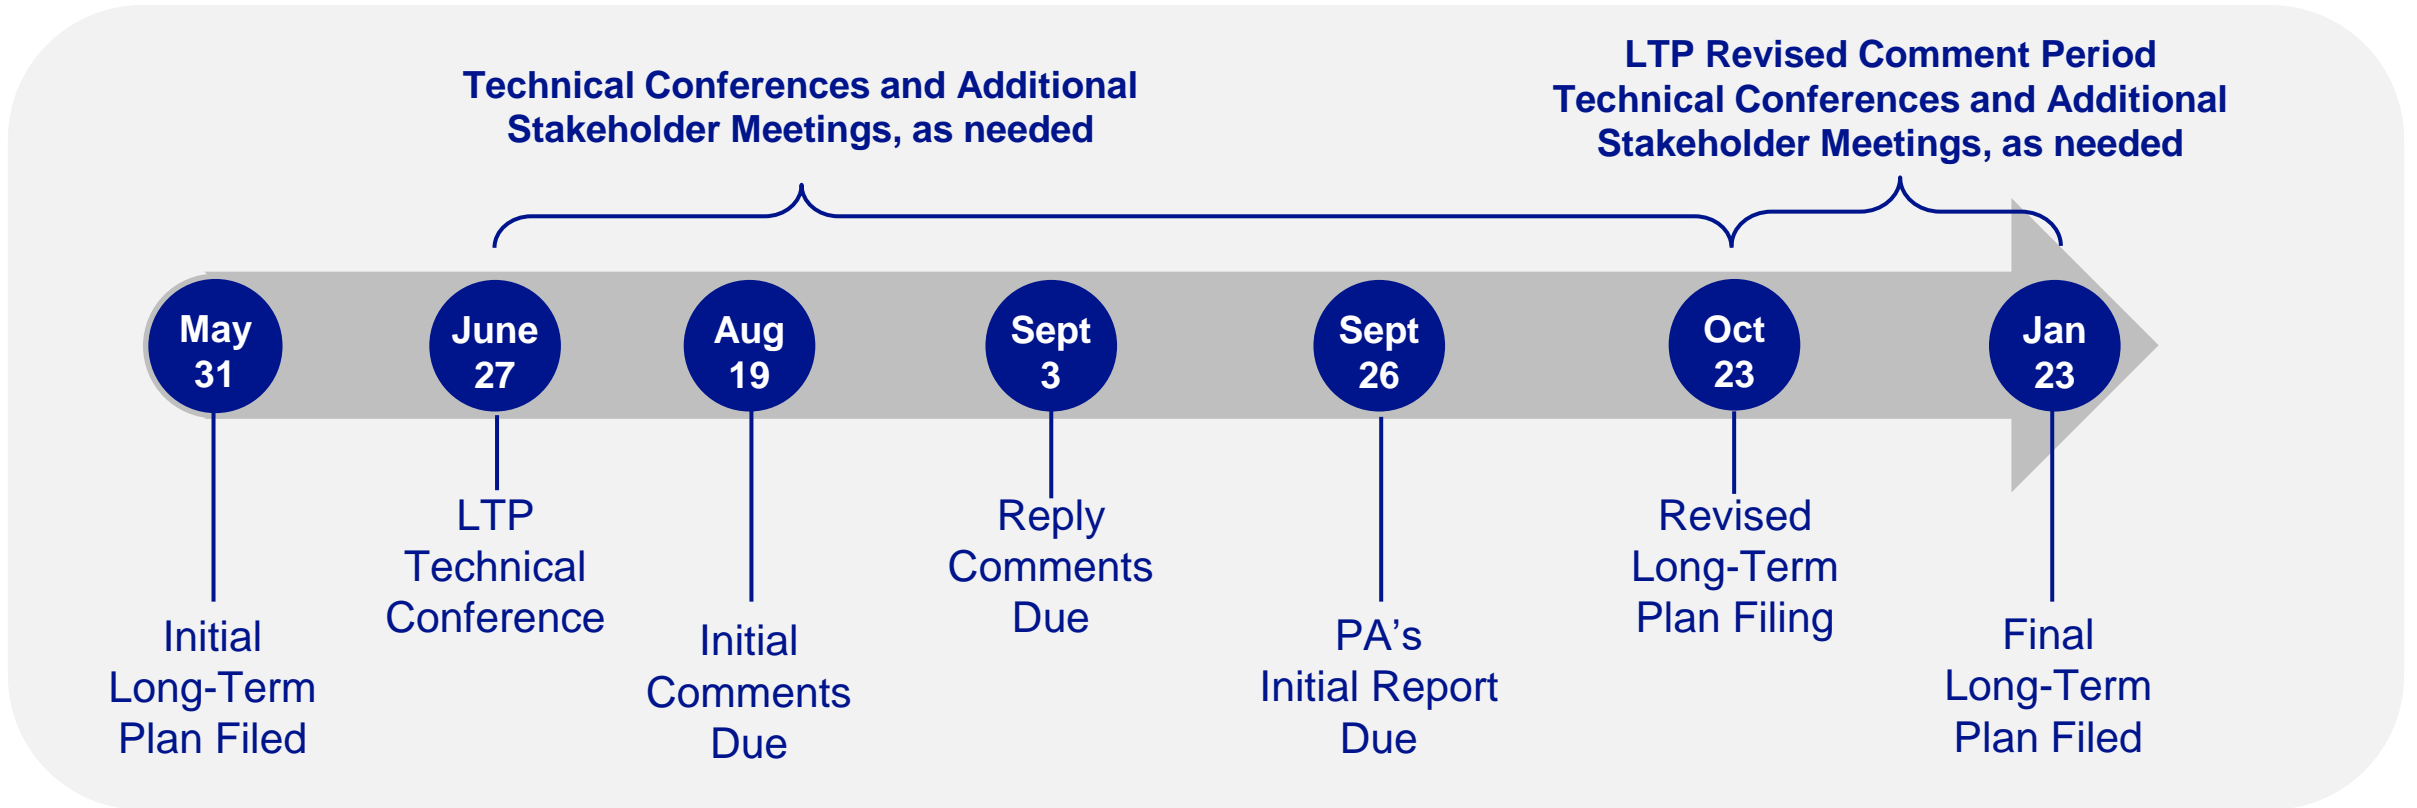 Technical Conferences and Additional
Stakeholder Meetings, as needed
LTP Revised Comment Period
Technical Conferences and Additional
Stakeholder Meetings, as needed
May
31
June
27
Aug
19
Sept
3
Sept
26
Oct
23
Jan
23
Initial
Long-Term
Plan Filed
LTP
Technical
Conference
Initial
Comments
Due
Reply
Comments
Due
PA’s
Initial Report
Due
Revised
Long-Term
Plan Filing
Final
Long-Term
Plan Filed